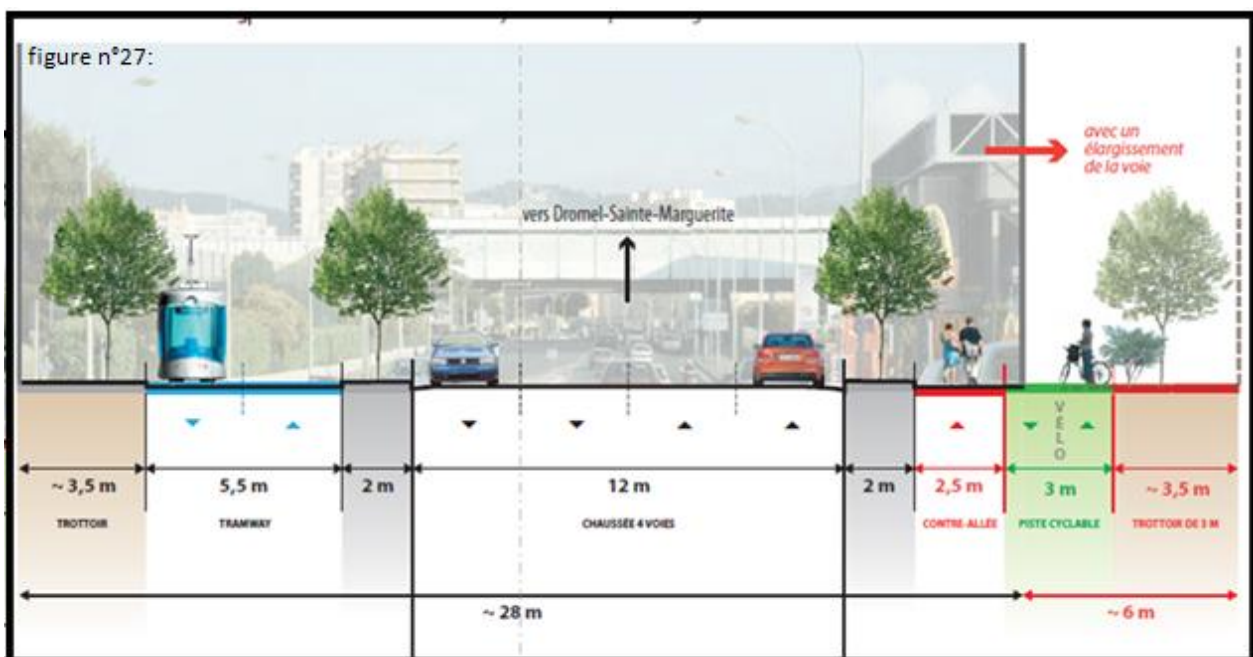 figure n°27:
avec un
élargissement
de la voie
vers Dromel-Sainte-Marguerite
VELO
~ 3,5 m
5,5 m
2 m
12 m
2 m
2,5 m
3 m
~ 3,5 m
TROTTOIR
TRAMWAY
CHAUSSÉE 4 VOIES
CONTRE-ALLÉE
PISTE CYCLABLE
TROTTOIR DE 3 M
~ 28 m
~ 6 m